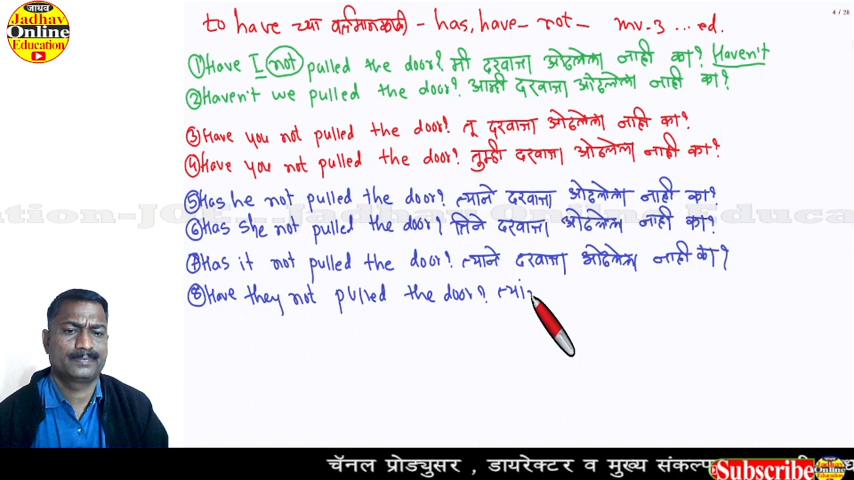 जाधव
Jadhav
Online
Education
4 / 28
to have च्या वर्तमानकाळी - has, have - not - mv-3 ... ed.
① Have I not pulled the door? मी दरवाजा ओढलेला नाही का? Haven't
② Haven't we pulled the door? आम्ही दरवाजा ओढलेला नाही का?
③ Have you not pulled the door? तू दरवाजा ओढलेला नाही का?
④ Have you not pulled the door? तुम्ही दरवाजा ओढलेला नाही का?
⑤ Has he not pulled the door? त्याने दरवाजा ओढलेला नाही का?
⑥ Has she not pulled the door? तिने दरवाजा ओढलेला नाही का?
⑦ Has it not pulled the door? त्याने दरवाजा ओढलेला नाही का?
⑧ Have they not pulled the door? त्यां
चॅनल प्रोड्युसर , डायरेक्टर व मुख्य संकल्प
Jadhav
Online
Education
Subscribe